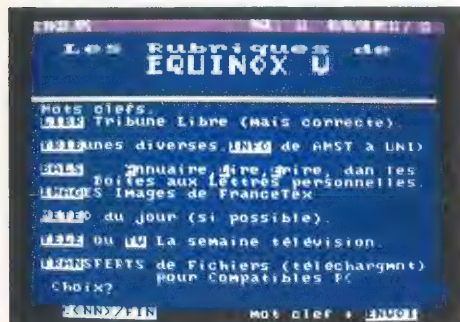 Les Rubriques de
EQUINOX V
Mots clefs.
LIBR Tribune Libre (mais correcte)
TRIBunes diverses, INFO de AMST à UNI)
BALS Annuaire, Lire, Ecrire, dan les
Boites aux Lettres personnelles.
IMAGES Images de FranceTex
METEO du jour (si possible).
TELE ou TV La semaine télévision.
TRANSFERTS de Fichiers (téléchargmnt)
pour Compatibles PC
Choix?
/FIN Mot clef + ENVOI